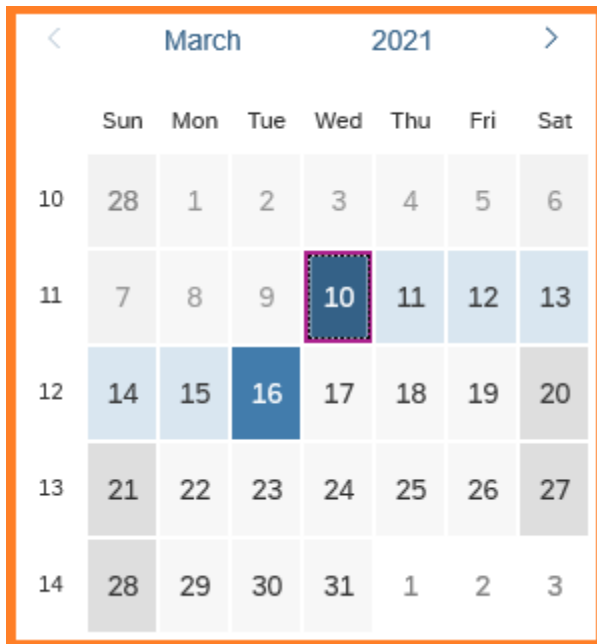 < March 2021 >
Sun Mon Tue Wed Thu Fri Sat
10 28 1 2 3 4 5 6
11 7 8 9 10 11 12 13
12 14 15 16 17 18 19 20
13 21 22 23 24 25 26 27
14 28 29 30 31 1 2 3